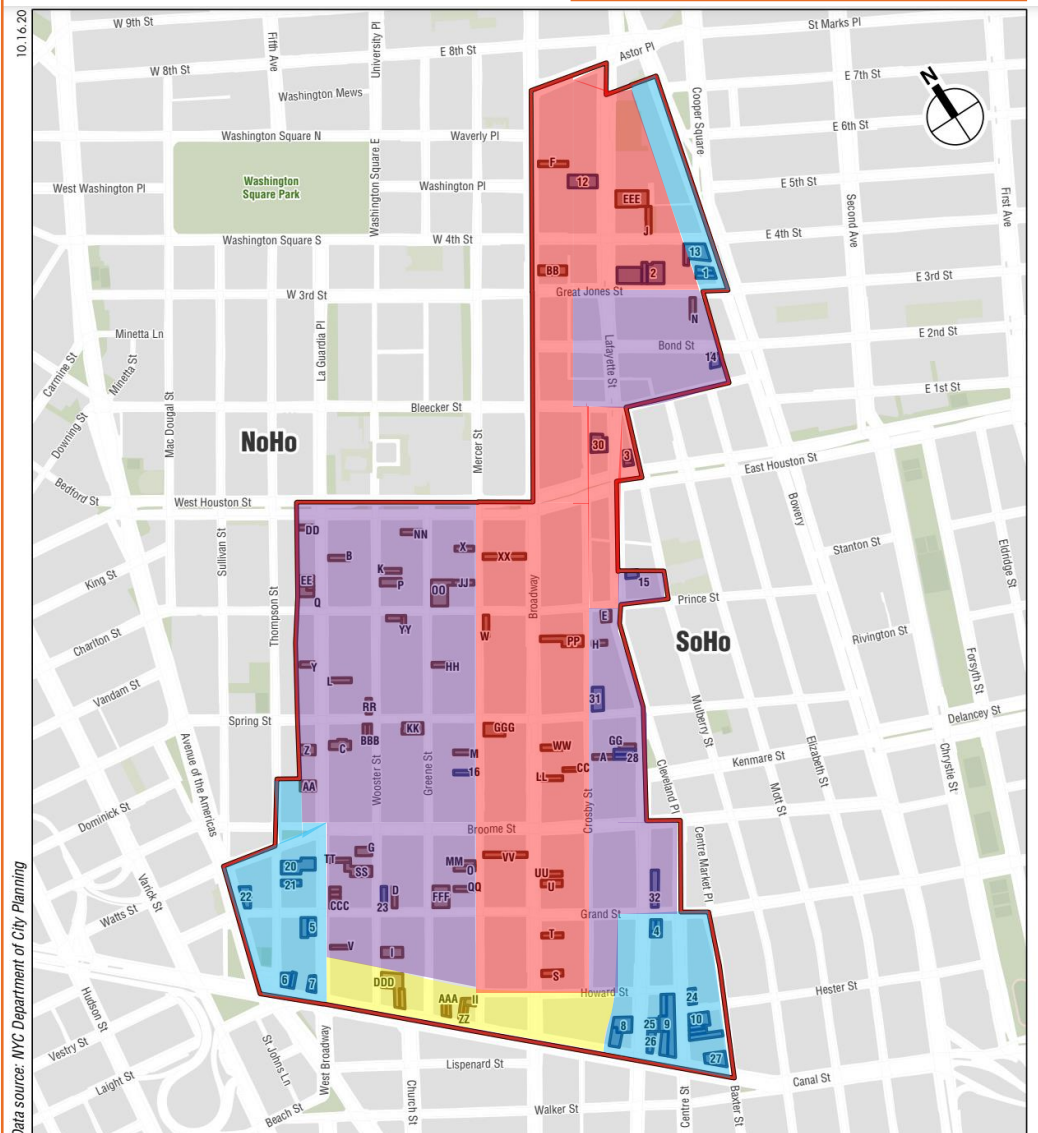 10.16.20
W 9th St
Fifth Ave
University Pl
E 8th St
Astor Pl
St Marks Pl
W 8th St
Washington Mews
Cooper Square
E 7th St
N
Washington Square N
Waverly Pl
E 6th St
West Washington Pl
Washington
Square Park
Washington Square E
Washington Pl
F
12
E 5th St
Second Ave
First Ave
EEE
J
Washington Square S
W 4th St
E 4th St
13
BB
2
1
E 3rd St
W 3rd St
Great Jones St
N
Minetta Ln
La Guardia Pl
E 2nd St
Carmine St
Minetta St
Lafayette St
Bond St
14
E 1st St
Downing St
Mac Dougal St
Bleecker St
NoHo
Mercer St
30
3
East Houston St
Bedford St
West Houston St
Bowery
DD
NN
Sullivan St
B
X
XX
Stanton St
Eldridge St
King St
K
P
EE
OO
JJ
15
Thompson St
Q
Broadway
Prince St
YY
W
E
Charlton St
PP
H
SoHo
Rivington St
Y
HH
Forsyth St
Vandam St
L
31
Mulberry St
RR
Spring St
Delancey St
KK
GGG
Z
C
BBB
M
WW
GG
A
28
Elizabeth St
Avenue of the Americas
Wooster St
Greene St
16
LL
CC
Kenmare St
Chrystie St
AA
Crosby St
Cleveland Pl
Mott St
Dominick St
Broome St
Centre Market Pl
G
TT
SS
MM
O
VV
20
21
UU
U
QQ
22
CCC
23
D
FFF
32
Varick St
Watts St
Grand St
5
T
4
V
I
6
7
DDD
S
Howard St
Hester St
AAA
II
ZZ
24
Hudson St
8
25
9
10
26
27
Vestry St
St Johns Ln
West Broadway
Lispenard St
Canal St
Laight St
Church St
Centre St
Baxter St
Beach St
Walker St
Data source: NYC Department of City Planning